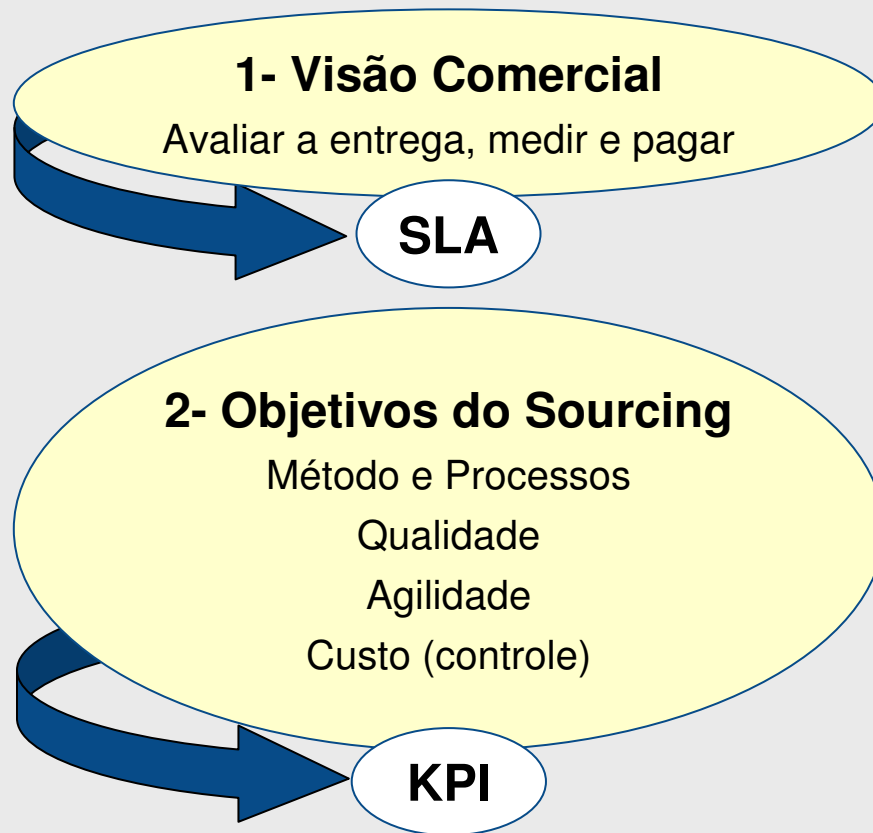 1- Visão Comercial
Avaliar a entrega, medir e pagar
SLA
2- Objetivos do Sourcing
Método e Processos
Qualidade
Agilidade
Custo (controle)
KPI